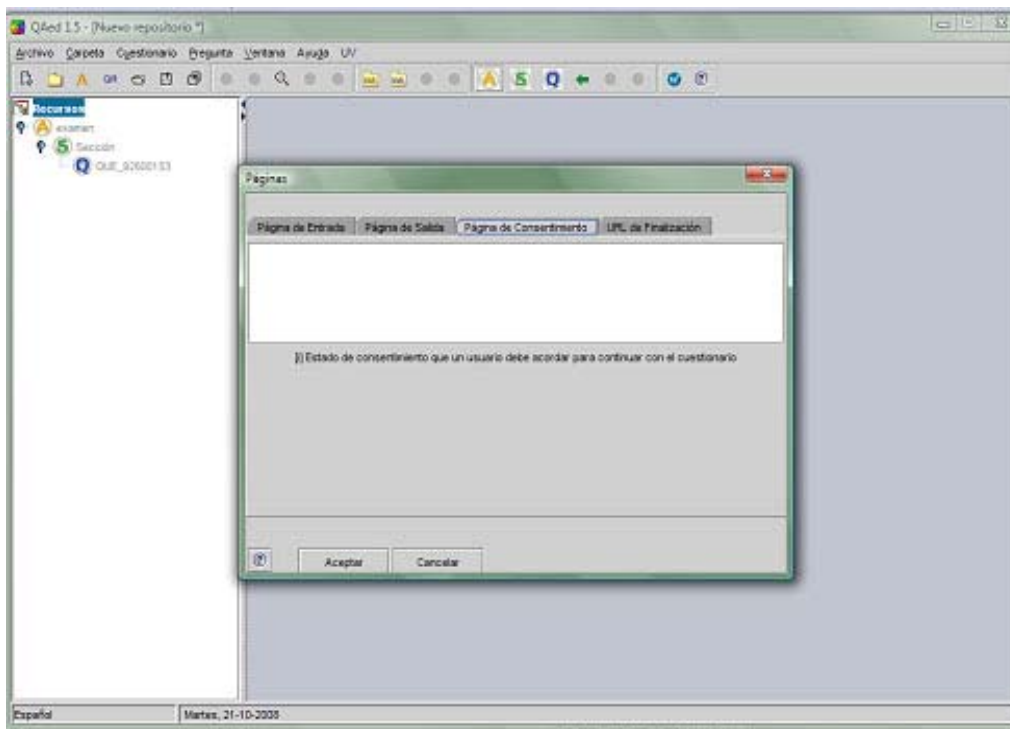 QAed 1.5 - [Nuevo repositorio *]
Archivo Carpeta Cuestionario Pregunta Ventana Ayuda UV
A S Q
Recursos
A examen
S Sección
Q QUE_92600153
Páginas
Página de Entrada Página de Salida Página de Consentimiento URL de Finalización
[i] Estado de consentimiento que un usuario debe acordar para continuar con el cuestionario
Aceptar Cancelar
Español Martes, 21-10-2008